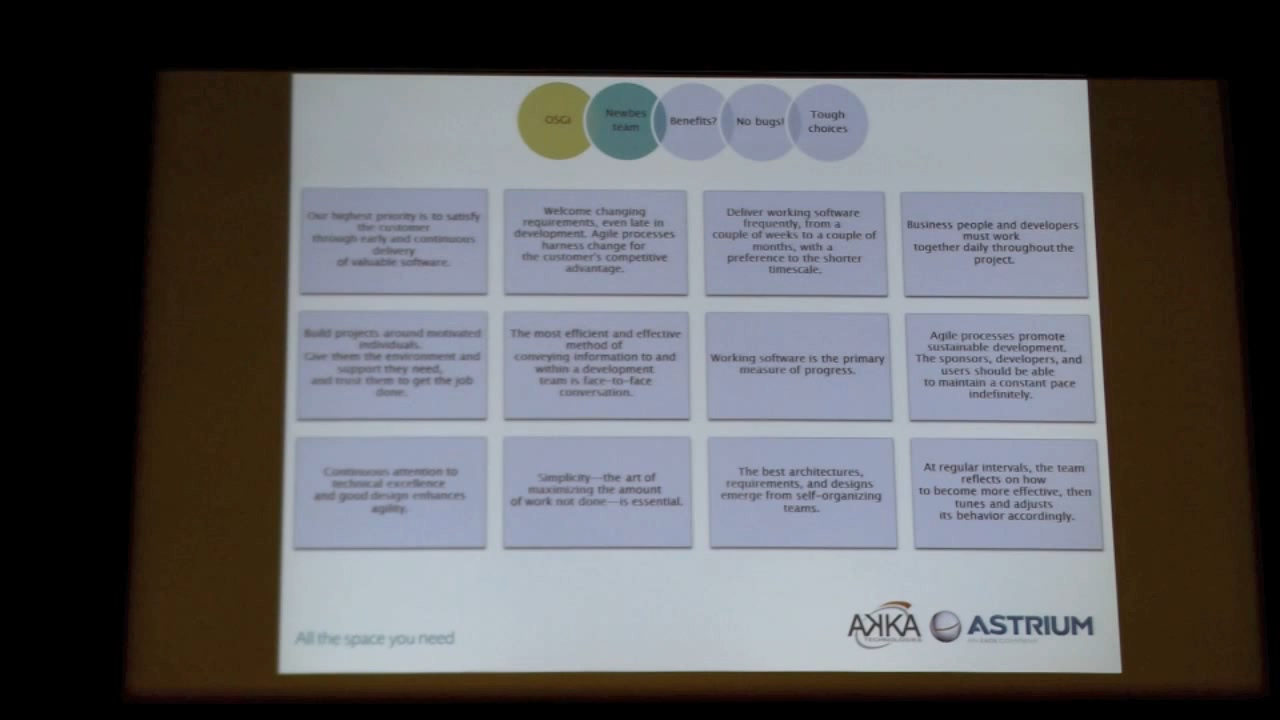 OSGi
Newbes
team
Benefits?
No bugs!
Tough
choices
Our highest priority is to satisfy
the customer
through early and continuous
delivery
of valuable software.
Welcome changing
requirements, even late in
development. Agile processes
harness change for
the customer's competitive
advantage.
Deliver working software
frequently, from a
couple of weeks to a couple of
months, with a
preference to the shorter
timescale.
Business people and developers
must work
together daily throughout the
project.
Build projects around motivated
individuals.
Give them the environment and
support they need,
and trust them to get the job
done.
The most efficient and effective
method of
conveying information to and
within a development
team is face-to-face
conversation.
Working software is the primary
measure of progress.
Agile processes promote
sustainable development.
The sponsors, developers, and
users should be able
to maintain a constant pace
indefinitely.
Continuous attention to
technical excellence
and good design enhances
agility.
Simplicity--the art of
maximizing the amount
of work not done--is essential.
The best architectures,
requirements, and designs
emerge from self-organizing
teams.
At regular intervals, the team
reflects on how
to become more effective, then
tunes and adjusts
its behavior accordingly.
All the space you need
AKKA
TECHNOLOGIES
ASTRIUM
AN EADS COMPANY